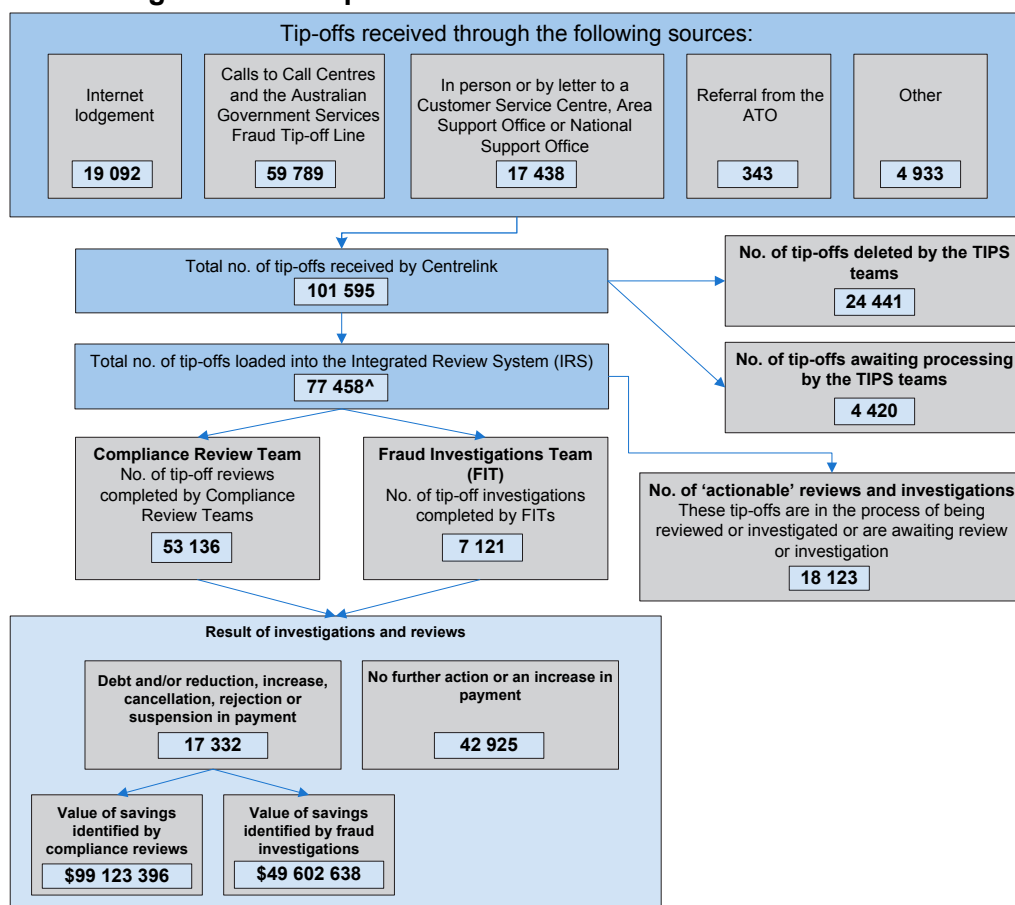 Tip-offs received through the following sources:
Internet
lodgement
19 092
Calls to Call Centres
and the Australian
Government Services
Fraud Tip-off Line
59 789
In person or by letter to a
Customer Service Centre, Area
Support Office or National
Support Office
17 438
Referral from the
ATO
343
Other
4 933
Total no. of tip-offs received by Centrelink
101 595
No. of tip-offs deleted by the TIPS
teams
24 441
Total no. of tip-offs loaded into the Integrated Review System (IRS)
77 458^
No. of tip-offs awaiting processing
by the TIPS teams
4 420
Compliance Review Team
No. of tip-off reviews
completed by Compliance
Review Teams
53 136
Fraud Investigations Team
(FIT)
No. of tip-off investigations
completed by FITs
7 121
No. of ‘actionable’ reviews and investigations
These tip-offs are in the process of being
reviewed or investigated or are awaiting review
or investigation
18 123
Result of investigations and reviews
Debt and/or reduction, increase,
cancellation, rejection or
suspension in payment
17 332
No further action or an increase in
payment
42 925
Value of savings
identified by
compliance reviews
$99 123 396
Value of savings
identified by fraud
investigations
$49 602 638